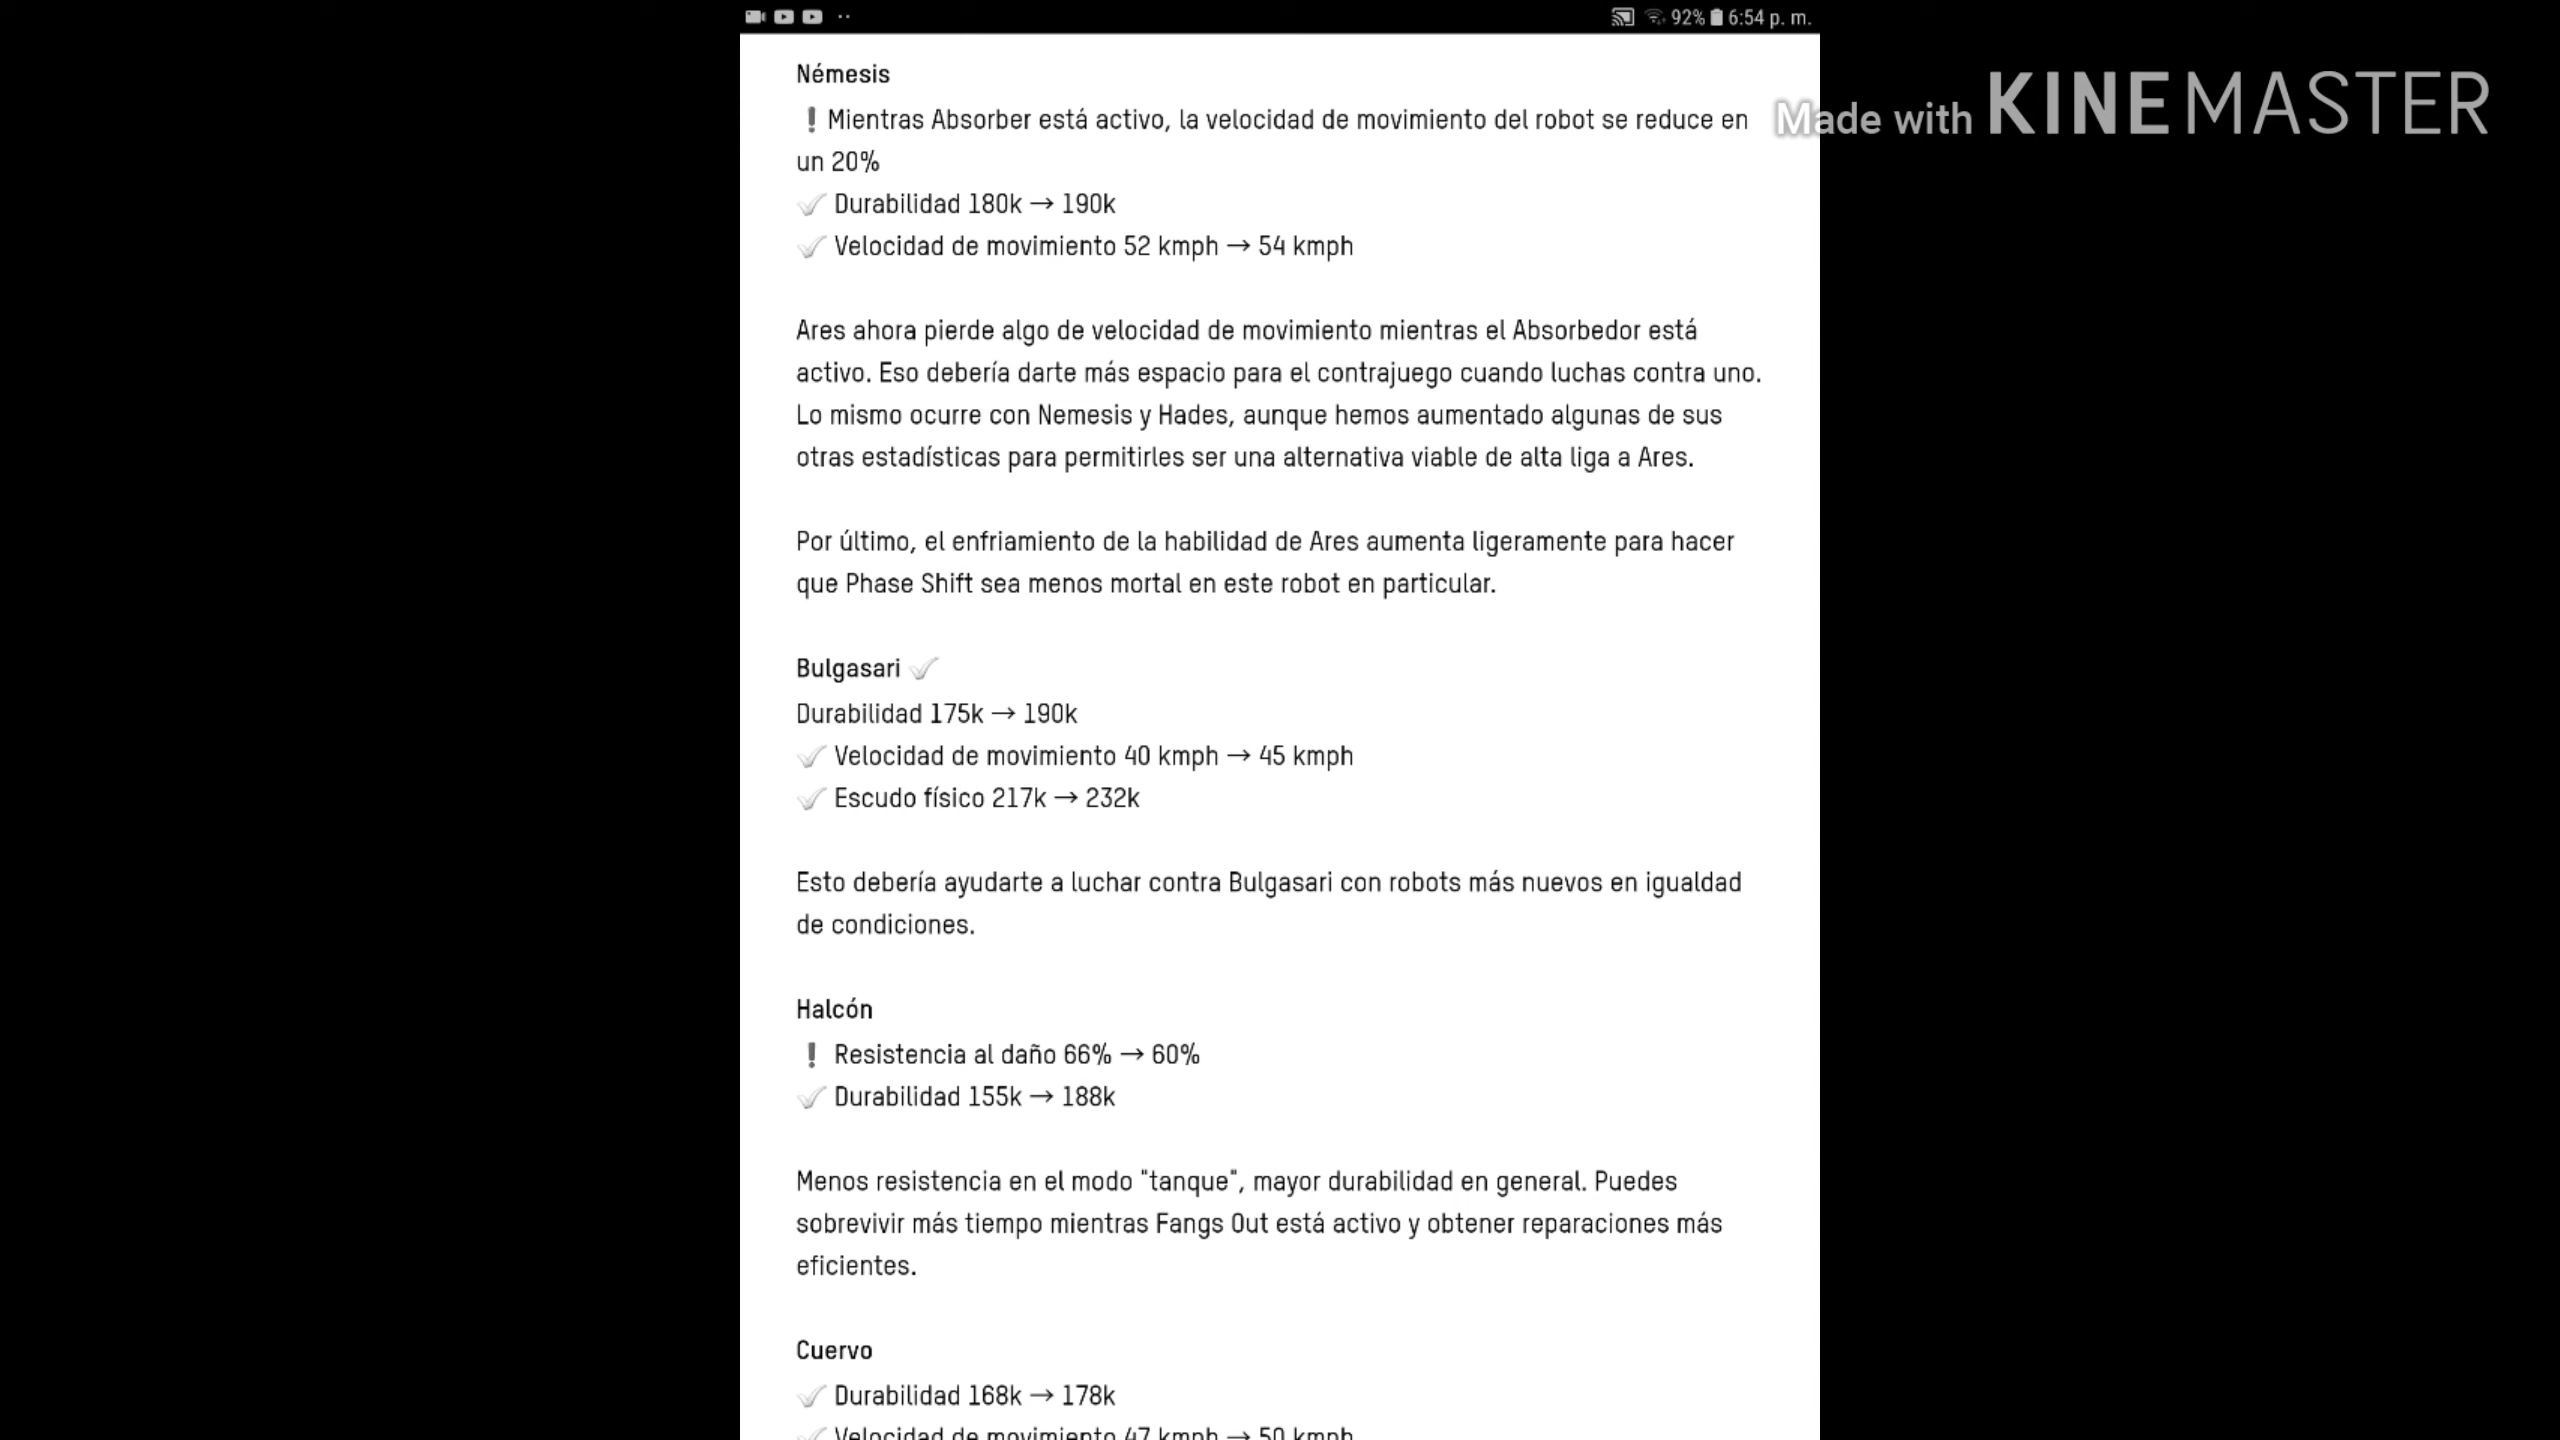 92% 6:54 p. m.
Made with KINEMASTER
Némesis
❗Mientras Absorber está activo, la velocidad de movimiento del robot se reduce en
un 20%
✓ Durabilidad 180k → 190k
✓ Velocidad de movimiento 52 kmph → 54 kmph
Ares ahora pierde algo de velocidad de movimiento mientras el Absorbedor está
activo. Eso debería darte más espacio para el contrajuego cuando luchas contra uno.
Lo mismo ocurre con Nemesis y Hades, aunque hemos aumentado algunas de sus
otras estadísticas para permitirles ser una alternativa viable de alta liga a Ares.
Por último, el enfriamiento de la habilidad de Ares aumenta ligeramente para hacer
que Phase Shift sea menos mortal en este robot en particular.
Bulgasari ✓
Durabilidad 175k → 190k
✓ Velocidad de movimiento 40 kmph → 45 kmph
✓ Escudo físico 217k → 232k
Esto debería ayudarte a luchar contra Bulgasari con robots más nuevos en igualdad
de condiciones.
Halcón
❗ Resistencia al daño 66% → 60%
✓ Durabilidad 155k → 188k
Menos resistencia en el modo "tanque", mayor durabilidad en general. Puedes
sobrevivir más tiempo mientras Fangs Out está activo y obtener reparaciones más
eficientes.
Cuervo
✓ Durabilidad 168k → 178k
✓ Velocidad de movimiento 47 kmph → 50 kmph